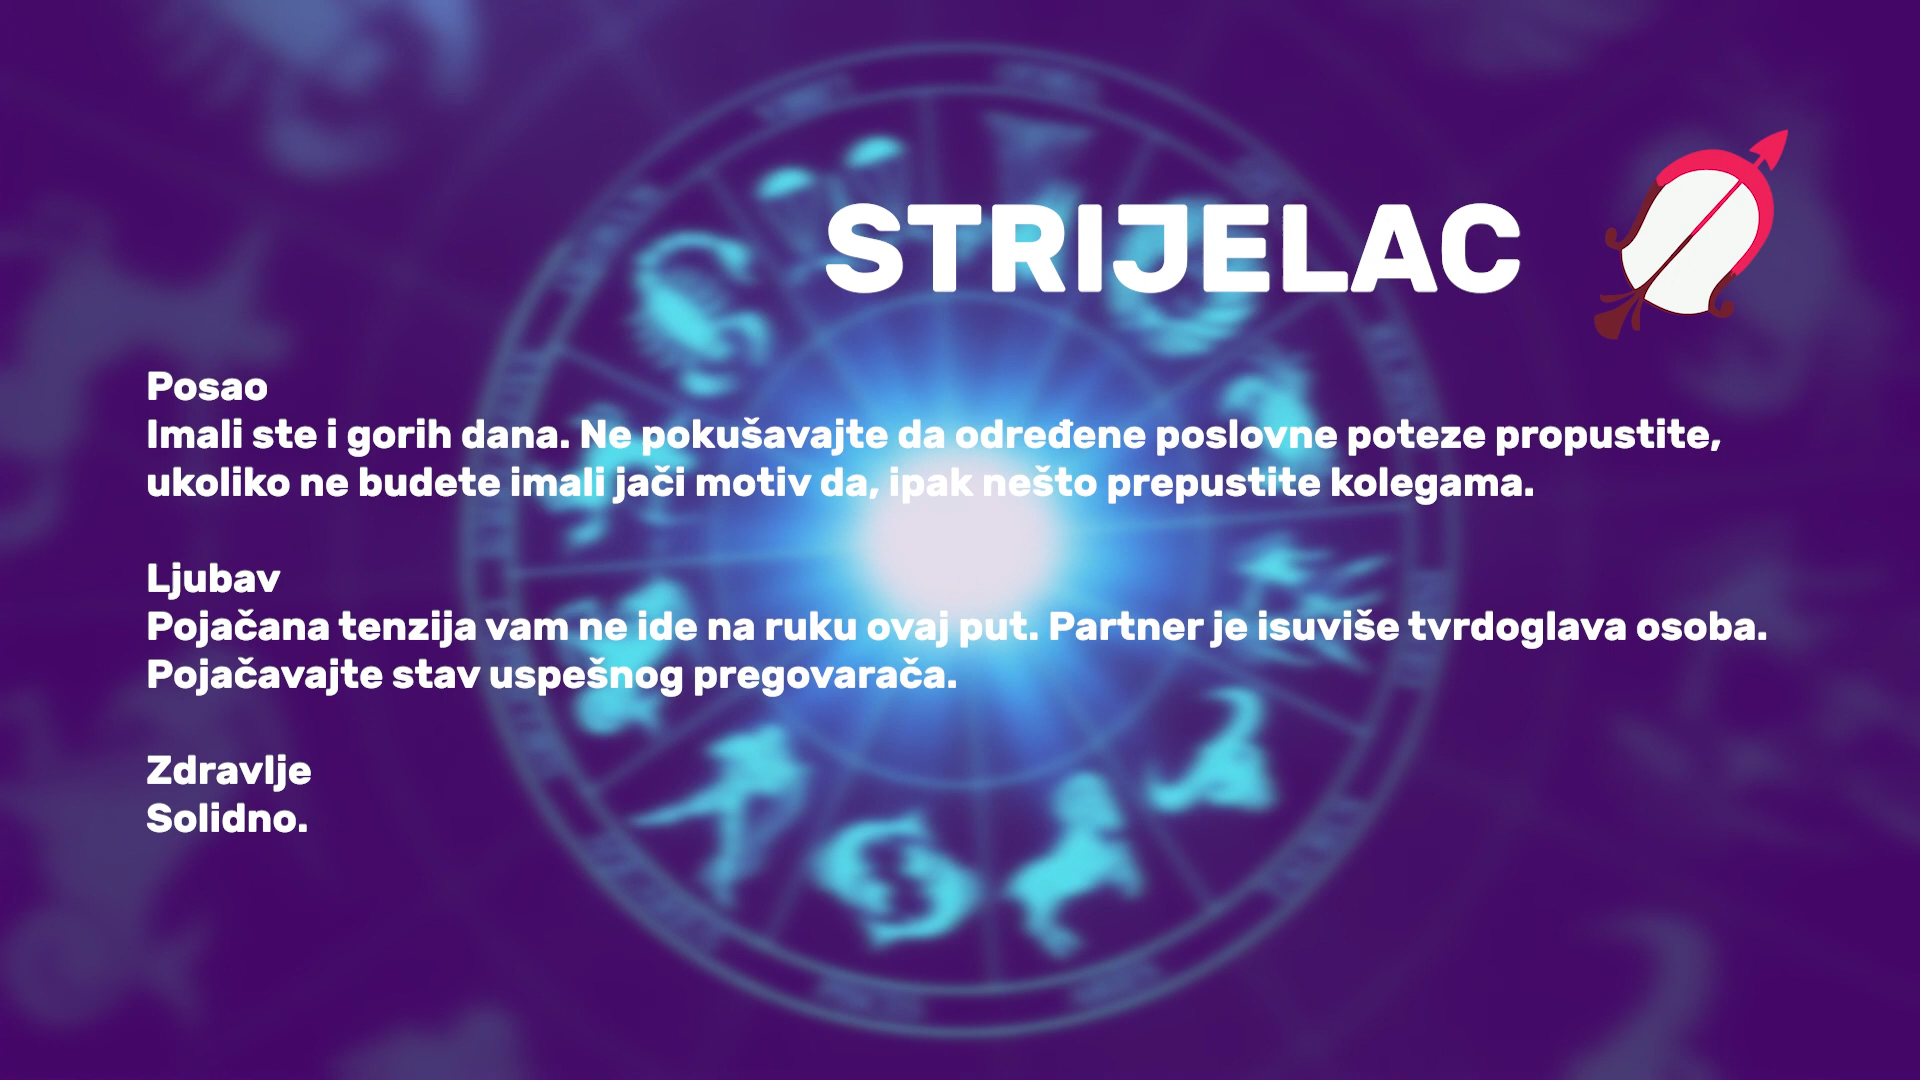 STRIJELAC
Posao
Imali ste i gorih dana. Ne pokušavajte da određene poslovne poteze propustite,
ukoliko ne budete imali jači motiv da, ipak nešto prepustite kolegama.
Ljubav
Pojačana tenzija vam ne ide na ruku ovaj put. Partner je isuviše tvrdoglava osoba.
Pojačavajte stav uspešnog pregovarača.
Zdravlje
Solidno.